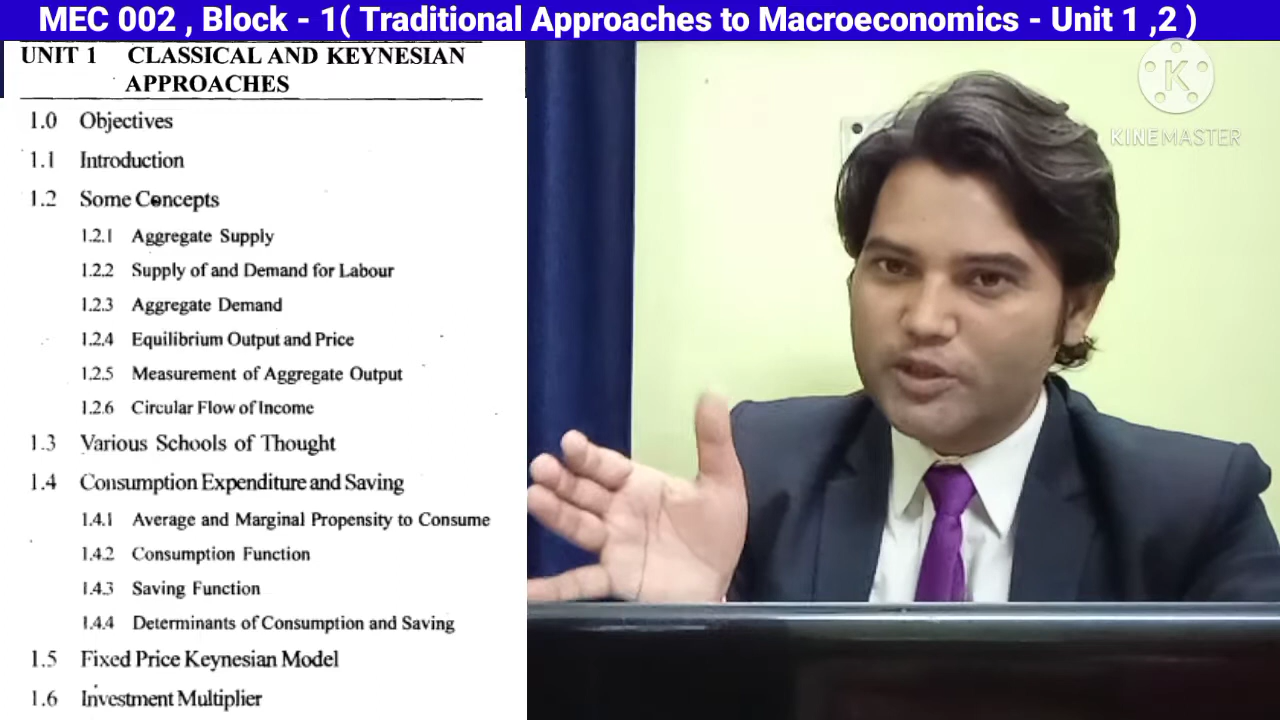 MEC 002 , Block - 1( Traditional Approaches to Macroeconomics - Unit 1 ,2 )
UNIT 1 CLASSICAL AND KEYNESIAN
APPROACHES
1.0 Objectives
1.1 Introduction
1.2 Some Concepts
1.2.1 Aggregate Supply
1.2.2 Supply of and Demand for Labour
1.2.3 Aggregate Demand
1.2.4 Equilibrium Output and Price
1.2.5 Measurement of Aggregate Output
1.2.6 Circular Flow of Income
1.3 Various Schools of Thought
1.4 Consumption Expenditure and Saving
1.4.1 Average and Marginal Propensity to Consume
1.4.2 Consumption Function
1.4.3 Saving Function
1.4.4 Determinants of Consumption and Saving
1.5 Fixed Price Keynesian Model
1.6 Investment Multiplier
K
KINEMASTER